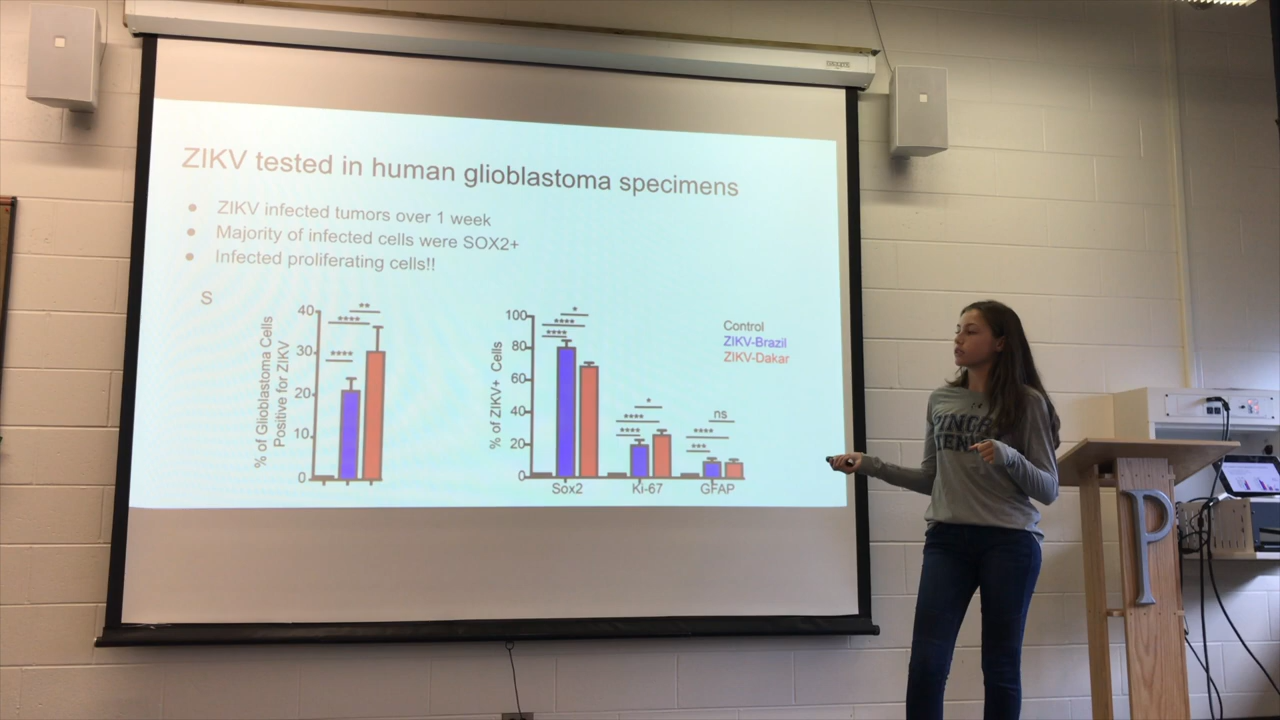 ZIKV tested in human glioblastoma specimens
● ZIKV infected tumors over 1 week
● Majority of infected cells were SOX2+
● Infected proliferating cells!!
S
% of Glioblastoma Cells
Positive for ZIKV
40
30
20
10
0
****
****
**
% of ZIKV+ Cells
100
80
60
40
20
0
*
****
****
*
****
****
ns
****
***
Sox2 Ki-67 GFAP
Control
ZIKV-Brazil
ZIKV-Dakar
P